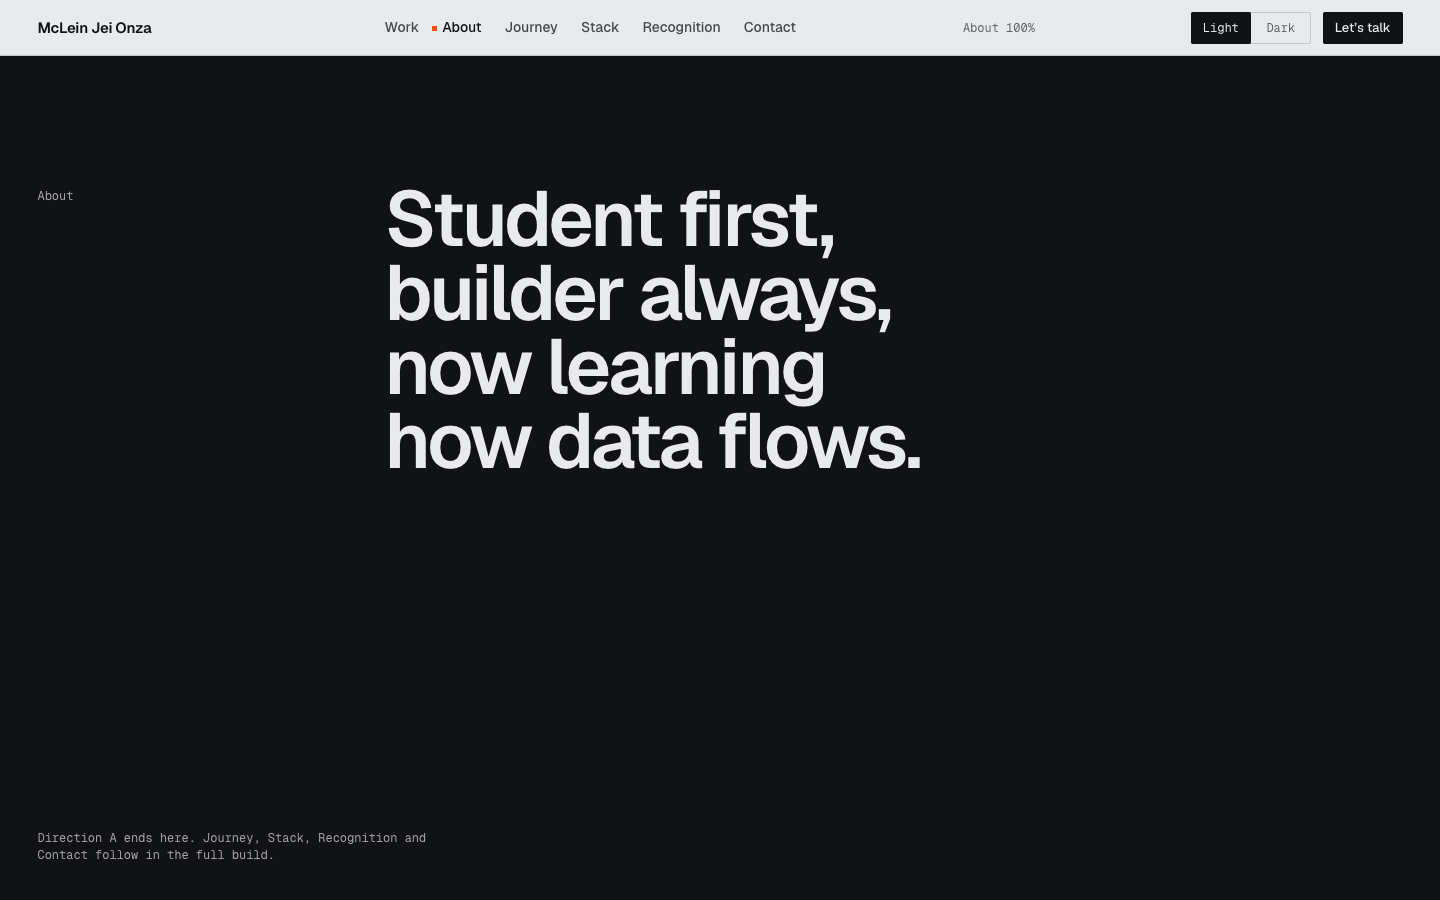 McLein Jei Onza
Work About Journey Stack Recognition Contact
About 100%
Light Dark
Let's talk
About
Student first,
builder always,
now learning
how data flows.
Direction A ends here. Journey, Stack, Recognition and
Contact follow in the full build.